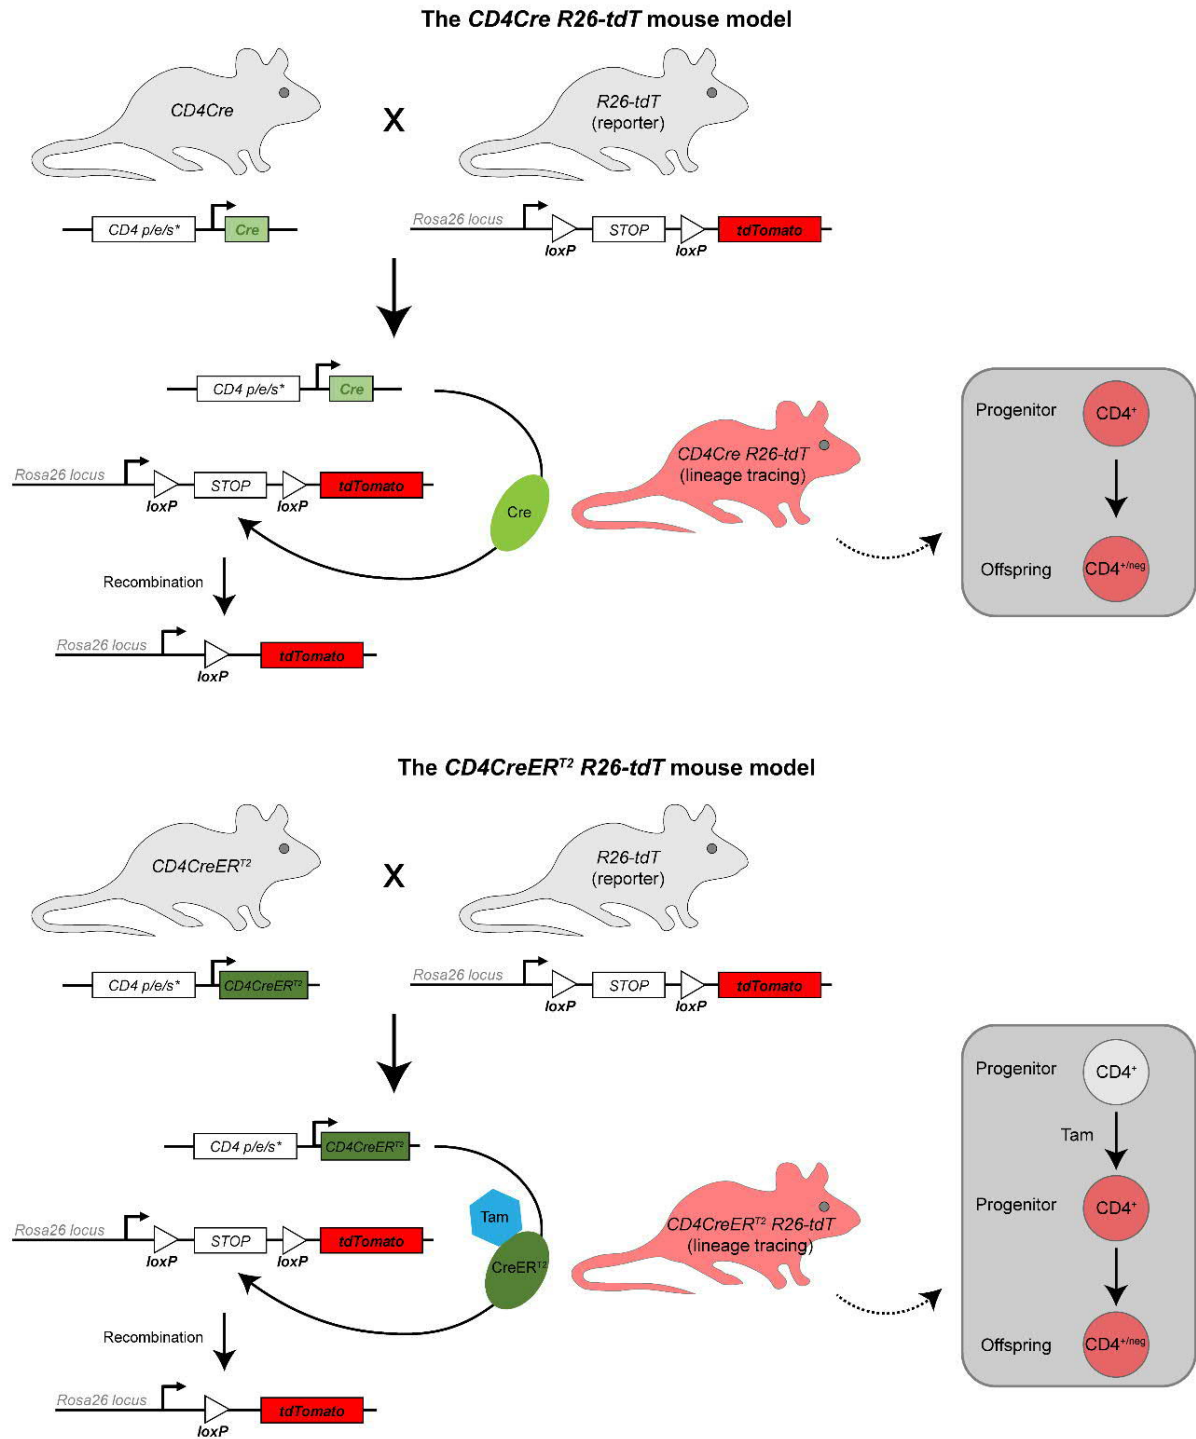 The CD4Cre R26-tdT mouse model
CD4Cre
X
R26-tdT
(reporter)
CD4 p/e/s*
Cre
Rosa26 locus
loxP
STOP
loxP
tdTomato
CD4 p/e/s*
Cre
Rosa26 locus
loxP
STOP
loxP
tdTomato
Cre
CD4Cre R26-tdT
(lineage tracing)
Progenitor
CD4⁺
Offspring
CD4⁺/ⁿᵉᵍ
Recombination
Rosa26 locus
loxP
tdTomato
The CD4CreERᵀ² R26-tdT mouse model
CD4CreERᵀ²
X
R26-tdT
(reporter)
CD4 p/e/s*
CD4CreERᵀ²
Rosa26 locus
loxP
STOP
loxP
tdTomato
CD4 p/e/s*
CD4CreERᵀ²
Rosa26 locus
loxP
STOP
loxP
tdTomato
Tam
CreERᵀ²
CD4CreERᵀ² R26-tdT
(lineage tracing)
Progenitor
CD4⁺
Tam
Progenitor
CD4⁺
Offspring
CD4⁺/ⁿᵉᵍ
Recombination
Rosa26 locus
loxP
tdTomato